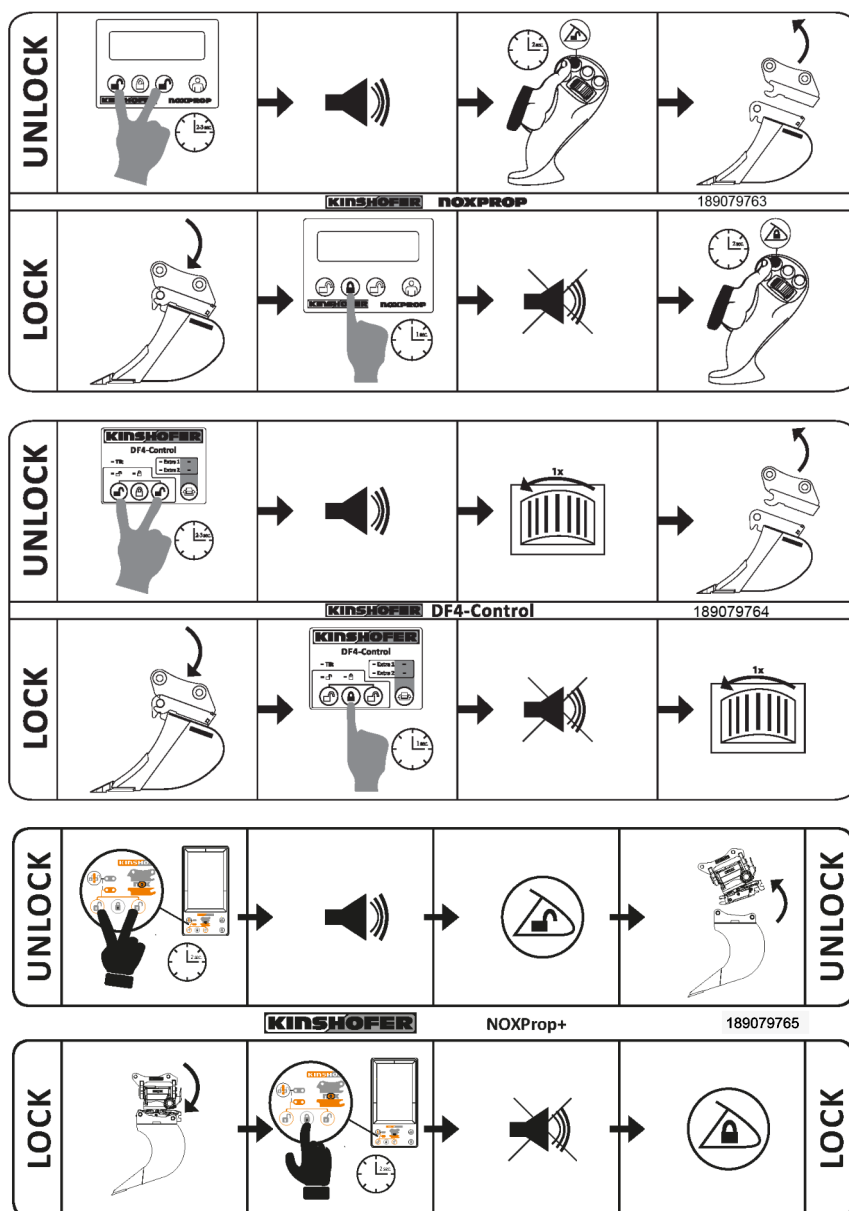 UNLOCK
KINSHOFER NOXPROP
2-3 sec.
2 sec.
KINSHOFER NOXPROP 189079763
LOCK
KINSHOFER NOXPROP
1 sec.
2 sec.
UNLOCK
KINSHOFER
DF4-Control
- Tilt
- Extra 1 -
- Extra 2 -
2-3 sec.
1x
KINSHOFER DF4-Control 189079764
LOCK
KINSHOFER
DF4-Control
- Tilt
- Extra 1 -
- Extra 2 -
1 sec.
1x
UNLOCK
KINSHO
2 sec.
UNLOCK
KINSHOFER NOXProp+ 189079765
LOCK
KINSHO
2 sec.
LOCK